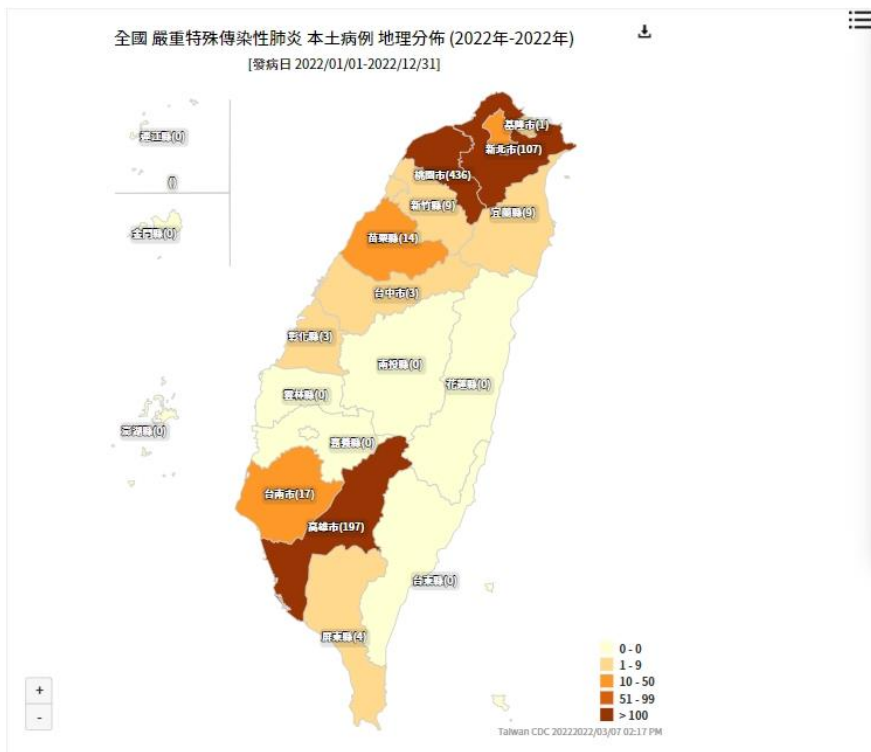 全國 嚴重特殊傳染性肺炎 本土病例 地理分佈 (2022年-2022年)
[發病日 2022/01/01-2022/12/31]
連江縣(0)
()
金門縣(0)
基隆市(1)
新北市(107)
桃園市(436)
新竹縣(9)
宜蘭縣(9)
苗栗縣(14)
台中市(3)
彰化縣(3)
南投縣(0)
花蓮縣(0)
雲林縣(0)
澎湖縣(0)
嘉義縣(0)
台南市(17)
高雄市(197)
台東縣(0)
屏東縣(4)
0 - 0
1 - 9
10 - 50
51 - 99
> 100
+
-
Taiwan CDC 20222022/03/07 02:17 PM